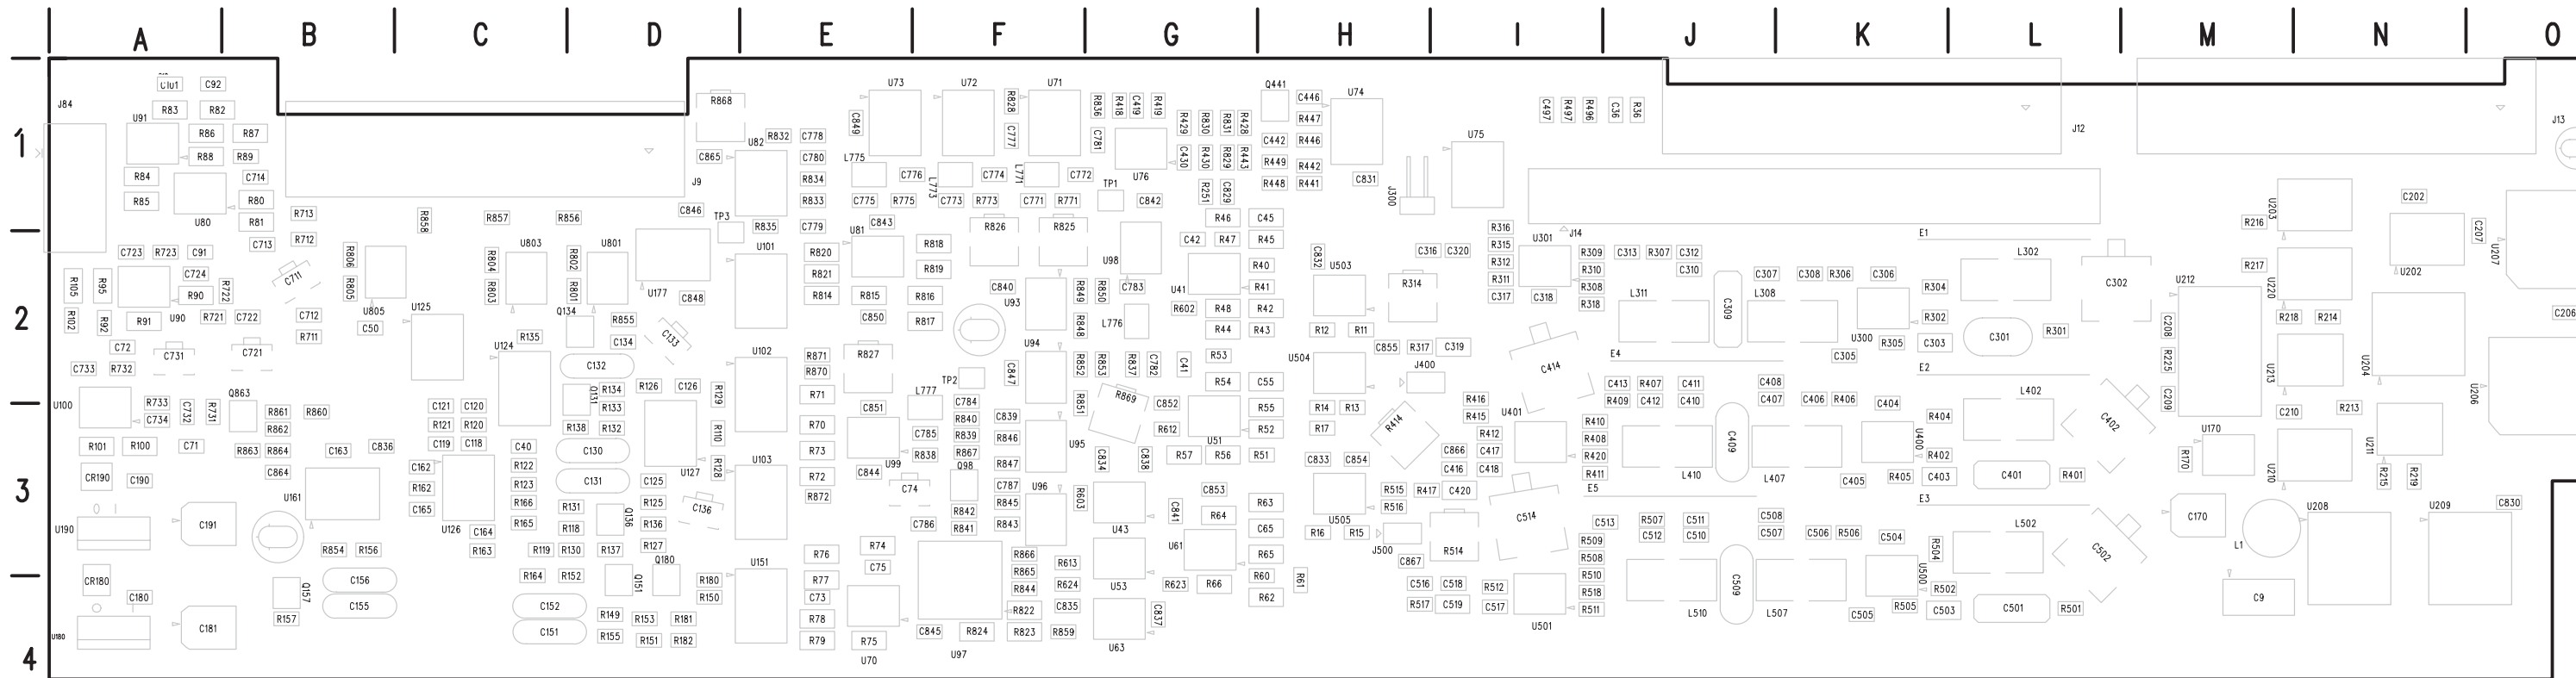 A B C D E F G H I J K L M N O
1
2
3
4
J84 C101 C92
R83 R82
U91 R86 R87
R88 R89
R84 C714
R85 R80
U80 R81
R713
R712 C713
J9
R868
C865 U82 R832 C778
C780
R834
R833
C846 TP3 R835 C779
R858 R857 R856
U73 U72 R828 U71
C849 C777
L775 C776 L773 C774 L771 C772
C775 R775 C773 R773 C771 R771
C843 R826 R825
R836 R418 C419 R419
C781 R429 R830 R831 R428
C430 R430 R829 R443
U76 TP1 C842 R251 C829
R46 C45
Q441 C446 U74
R447
C442 R446
R449 R442
R448 R441 C831
J300 U75
C497 R497 R496 C36 R36
J12 J13
J14
U203 R216 C202
C207 U207
C723 R723 C91
C724
R105 R95 R90 R722
R102 R92 R91 U90 R721 C722
C72 C731 C721
C733 R732
C711 R806 R805 U805
C712 C50
R711
U125 U124 R135
R804 U803 R803
R802 U801 R801
U177 C848
Q134 R855 C134 C133
C132
U101 U102
R820 U81
R821
R814 R815
C850
R818
R819
R816
R817
C840 U93 R849 R850
R848
U94 C847 R852 R853
R871 R827
R870
TP2
U98 C783
L776
R837 C782 C41
C42 R47 R45
U41 R40
R41
R602 R48 R42
R44 R43
R53
R54 C55
C832 U503
R12 R11
U504 C855 R317
J400
R314 C316 C320
C319
R316
R315
R312
R311
C317 C318
U301
R309
R310
R308
R318
C313 R307 C312
C310
L311 C309 L308
C307 C308 R306 C306
U300 R305
C305
R304
R302
C303
E1 L302
C301 R301
C302
U212 R217 U220
C208 R225 C209
R218 R214
U213 U204 U202
C206 U206
E4 E2
C414
U100 R733 C732 R731
C734
R101 R100 C71
CR190 C190
C191 U190
Q863 R861 R860
R862
R863 R864 C163 C836
C864 U161
R854 R156
C121 C120
R121 R120
C119 C118 C40
C162 R122
R162 R123
C165 R166
U126 C164 R165
R163
Q131 R134 R126 C126 R129
R133
R138 R132 R110
C130 U127 R128
C131 C125
R131 R125 C136
R118 Q136 R136
R119 R130 R137 R127
U103
R71
R70
R73
R72
R872
C851
C844 U99
C74
L777 C784
R840
C785 R839
R838 R867
Q98
R842
C786 R841
C839
R846
R847
C787 U96
R845
R843
U95 R851 R603
R869
C852
R612 U51
C834 C838 R57 R56
C853
C841 R64
U43
R55
R52
R51
R63
C65
R14 R13
R17
R414
C833 C854
R515
R516
U505
R16 R15
J500
R417 C420
C866 C416
C867
R514
R416
R415
R412
C417
C418
U401
R410
R408
R420
R411
C413 R407 C411
R409 C412 C410
L410 C409 L407
C408
C407
C406 R406 C404
U400
C405 R405
R404
R402
C403
L402 C402
C401 R401
C210 R213
U170 R170
U210 U211
R215 R219
E5 E3
C514
C513 R507 C511
C512 C510
C508
C507
C506 R506 C504
R504
L502 C502
C170 L1
U208 U209 C830
CR180 C180
U180 C181
Q157 R157
C156
C155
R164 R152 Q151
C152
C151
R149
R155
R153 R181
R151 R182
Q180 R180
R150
U151
R76 R74
C75
R77
C73
R78
R79 R75
U70
U97 C845 R824
R866
R865
R844
R822
R823
R613
R624
C835
R859
U53 U61
R623 R66
C837
U63
R65
R60 R61
R62
C516 C518
R517 C519
R512
C517
U501
R509
R508
R510
R518
R511
L510 C509 L507
U500 R505
C505
R502
C503
C501 R501
C9